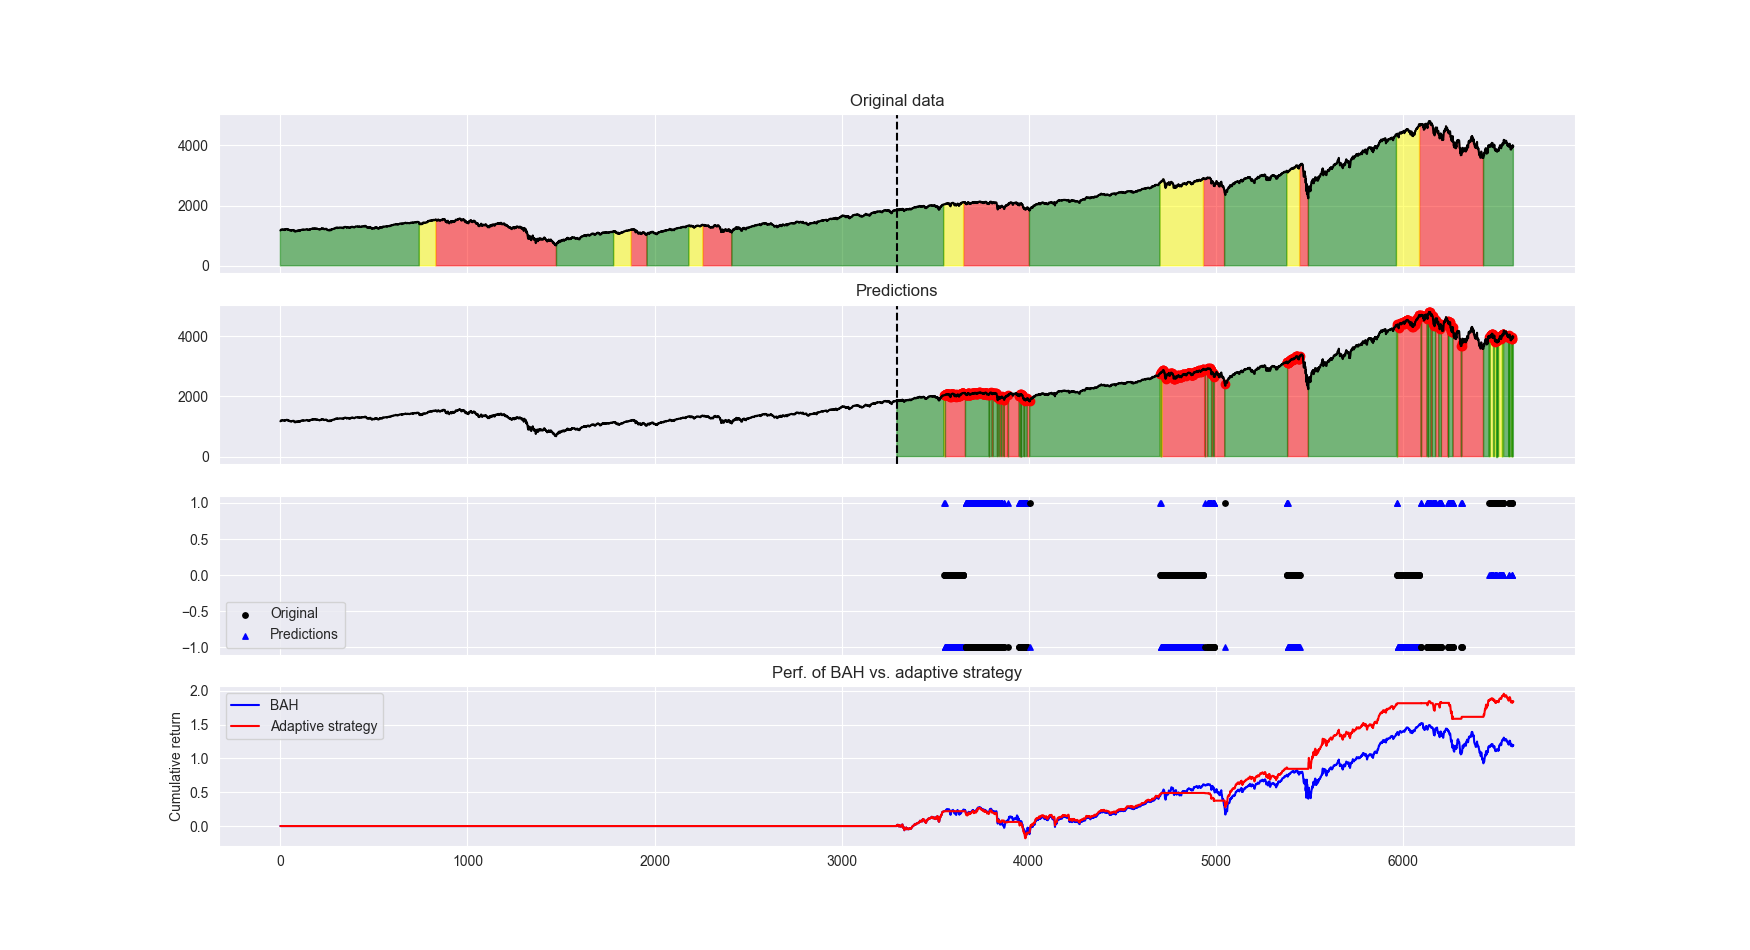 Original data
4000
2000
0
Predictions
4000
2000
0
1.0
0.5
0.0
−0.5
−1.0
Original
Predictions
Perf. of BAH vs. adaptive strategy
Cumulative return
2.0
1.5
1.0
0.5
0.0
BAH
Adaptive strategy
0 1000 2000 3000 4000 5000 6000